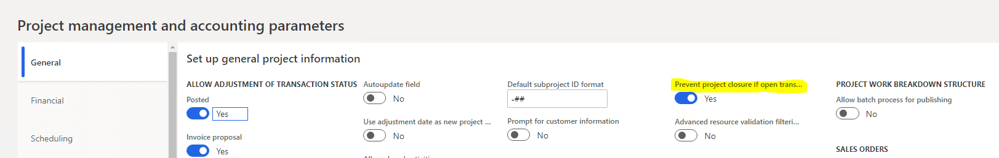 Project management and accounting parameters
General
Financial
Scheduling
Set up general project information
ALLOW ADJUSTMENT OF TRANSACTION STATUS
Posted
Yes
Invoice proposal
Yes
Autoupdate field
No
Use adjustment date as new project ...
No
Default subproject ID format
-##
Prompt for customer information
No
Prevent project closure if open trans...
Yes
Advanced resource validation filteri...
No
PROJECT WORK BREAKDOWN STRUCTURE
Allow batch process for publishing
No
SALES ORDERS